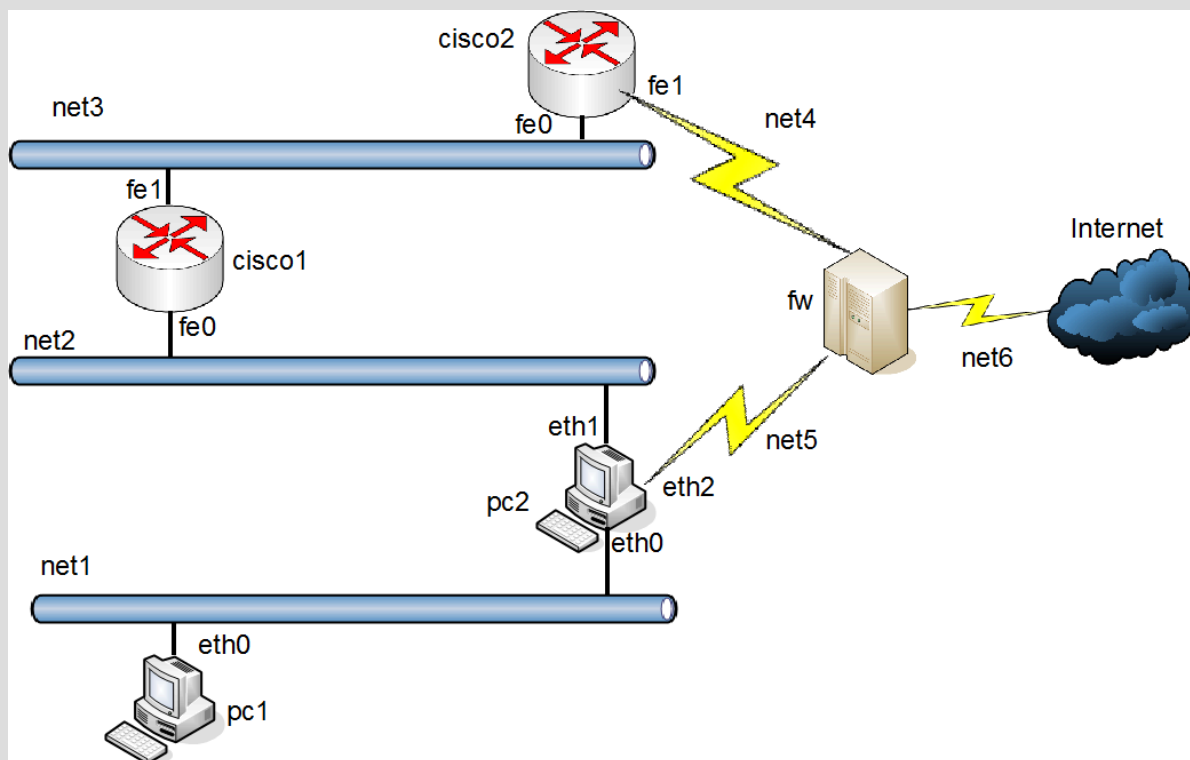 cisco2
fe1
net3
fe0
net4
fe1
cisco1
Internet
fw
fe0
net2
net6
eth1
net5
eth2
pc2
eth0
net1
eth0
pc1